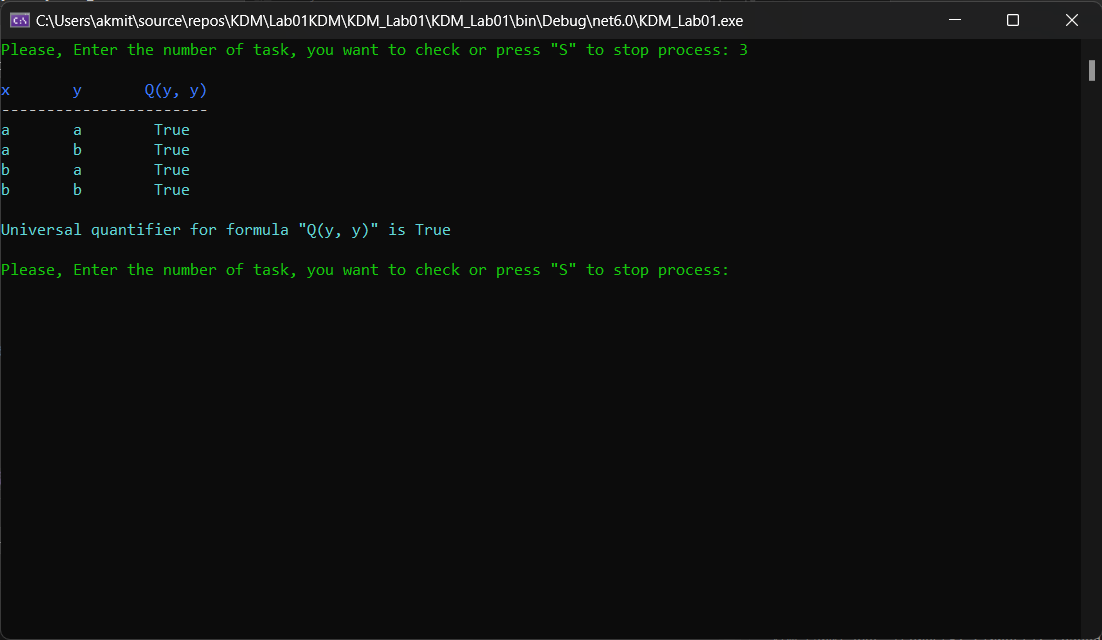 C:\Users\akmit\source\repos\KDM\Lab01KDM\KDM_Lab01\KDM_Lab01\bin\Debug\net6.0\KDM_Lab01.exe
Please, Enter the number of task, you want to check or press "S" to stop process: 3
x y Q(y, y)
-----------------------
a a True
a b True
b a True
b b True
Universal quantifier for formula "Q(y, y)" is True
Please, Enter the number of task, you want to check or press "S" to stop process: